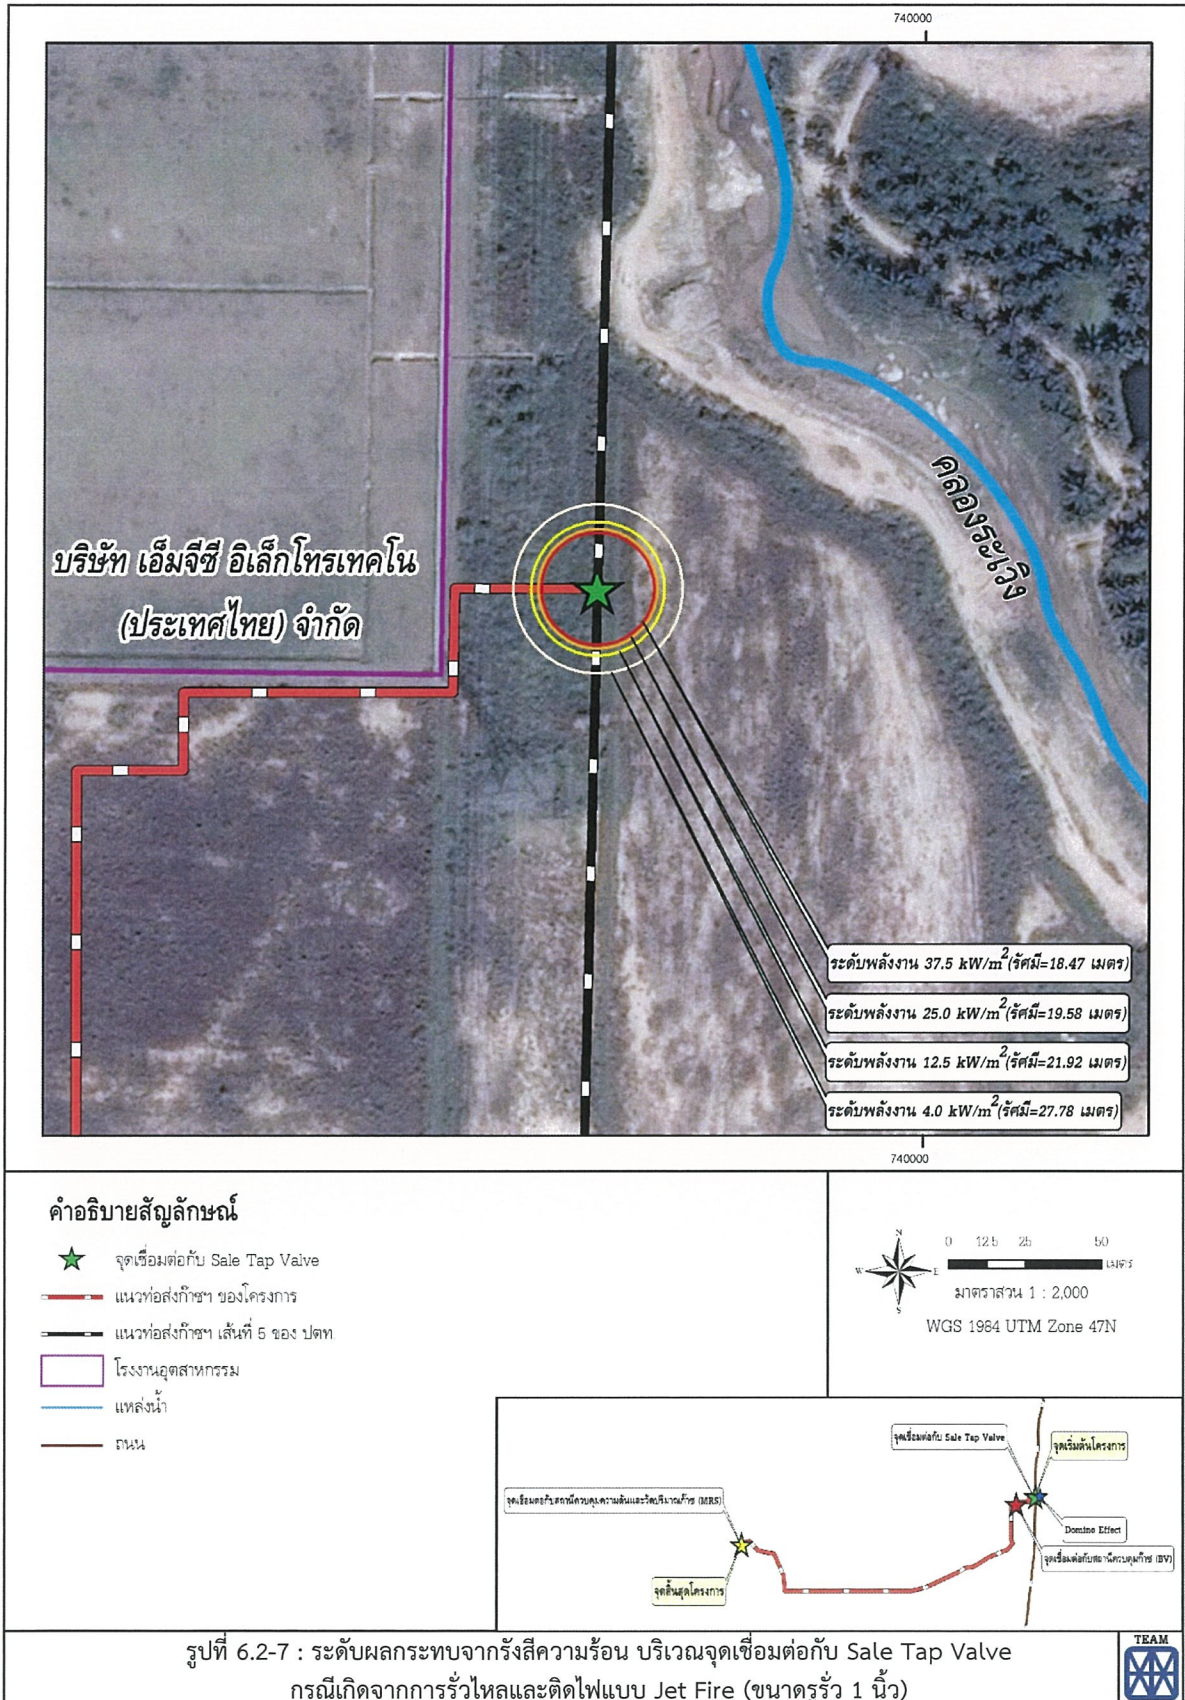 740000
บริษัท เอ็มจีซี อิเล็กโทรเทคโน
(ประเทศไทย) จำกัด
คลองระเวิง
ระดับพลังงาน 37.5 kW/m²(รัศมี=18.47 เมตร)
ระดับพลังงาน 25.0 kW/m²(รัศมี=19.58 เมตร)
ระดับพลังงาน 12.5 kW/m²(รัศมี=21.92 เมตร)
ระดับพลังงาน 4.0 kW/m²(รัศมี=27.78 เมตร)
740000
คำอธิบายสัญลักษณ์
จุดเชื่อมต่อกับ Sale Tap Valve
แนวท่อส่งก๊าซฯ ของโครงการ
แนวท่อส่งก๊าซฯ เส้นที่ 5 ของ ปตท.
โรงงานอุตสาหกรรม
แหล่งน้ำ
ถนน
N
W E
S
0 12.5 25 50
เมตร
มาตราส่วน 1 : 2,000
WGS 1984 UTM Zone 47N
จุดเชื่อมต่อกับ Sale Tap Valve
จุดเริ่มต้นโครงการ
จุดเชื่อมต่อกับสถานีควบคุมความดันและวัดปริมาณก๊าซ (MRS)
Domino Effect
จุดเชื่อมต่อกับสถานีควบคุมก๊าซ (BV)
จุดสิ้นสุดโครงการ
รูปที่ 6.2-7 : ระดับผลกระทบจากรังสีความร้อน บริเวณจุดเชื่อมต่อกับ Sale Tap Valve
กรณีเกิดจากการรั่วไหลและติดไฟแบบ Jet Fire (ขนาดรูรั่ว 1 นิ้ว)
TEAM